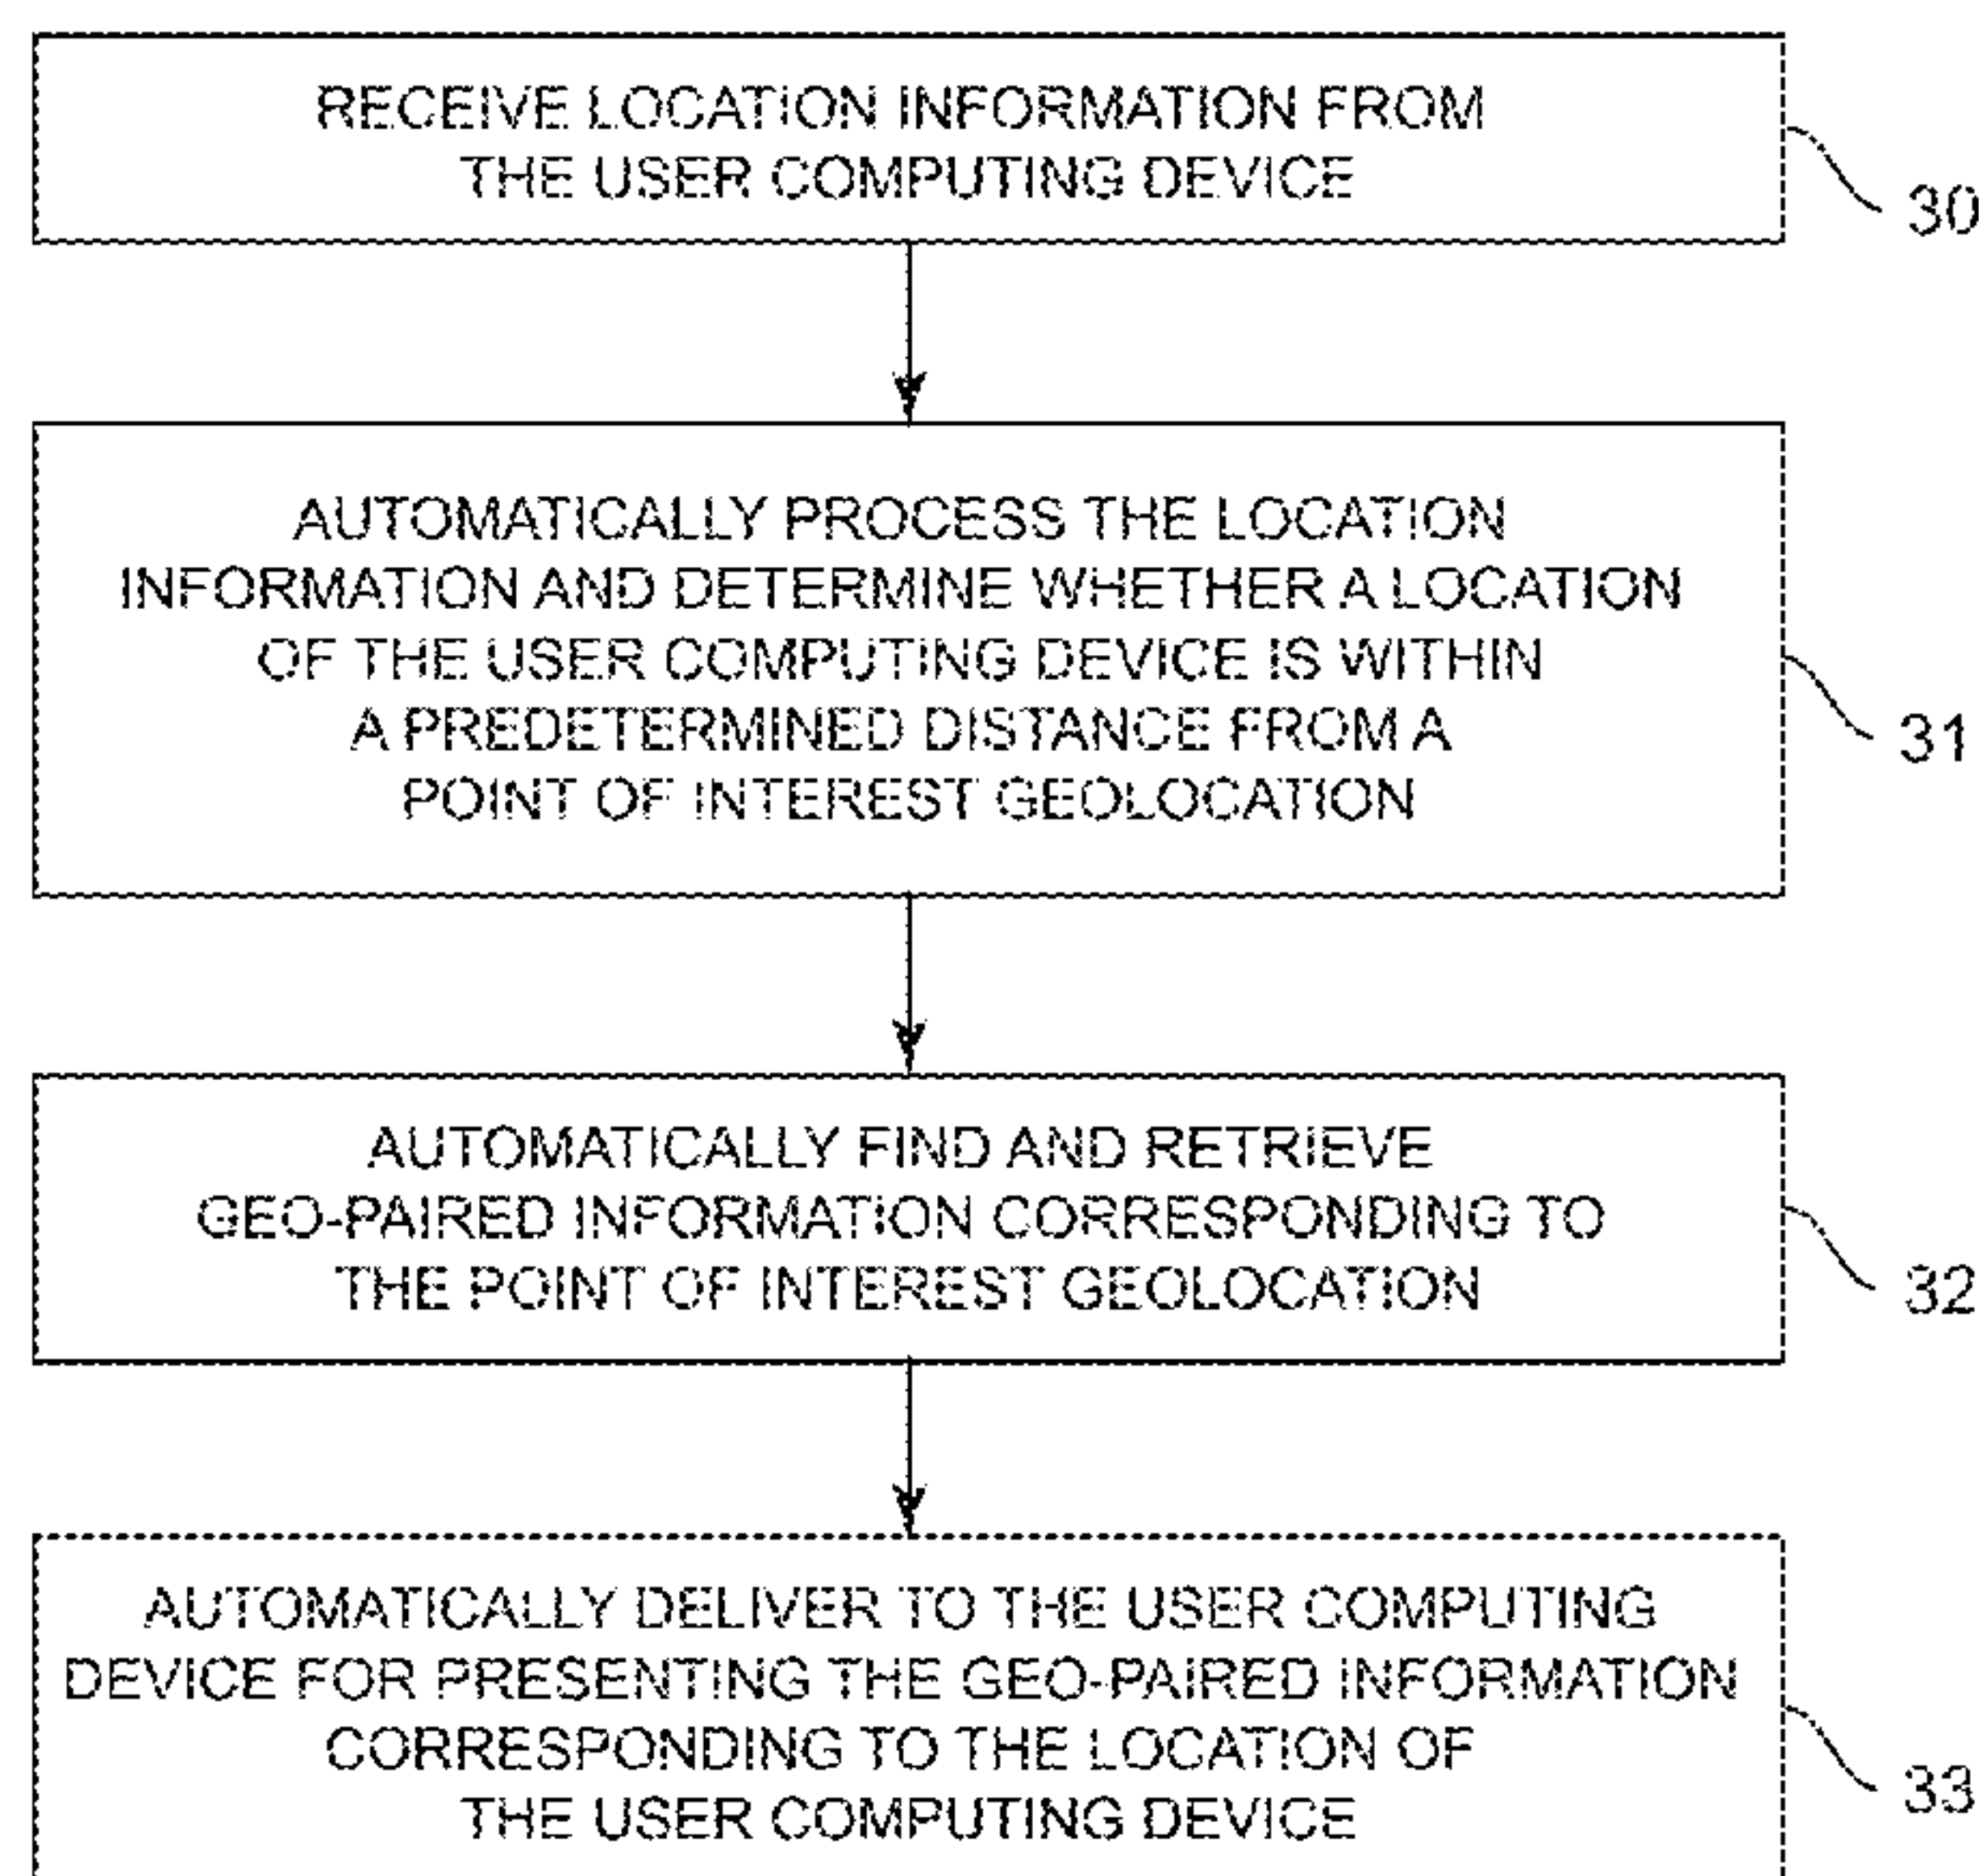 RECEIVE LOCATION INFORMATION FROM
THE USER COMPUTING DEVICE
30
AUTOMATICALLY PROCESS THE LOCATION
INFORMATION AND DETERMINE WHETHER A LOCATION
OF THE USER COMPUTING DEVICE IS WITHIN
A PREDETERMINED DISTANCE FROM A
POINT OF INTEREST GEOLOCATION
31
AUTOMATICALLY FIND AND RETRIEVE
GEO-PAIRED INFORMATION CORRESPONDING TO
THE POINT OF INTEREST GEOLOCATION
32
AUTOMATICALLY DELIVER TO THE USER COMPUTING
DEVICE FOR PRESENTING THE GEO-PAIRED INFORMATION
CORRESPONDING TO THE LOCATION OF
THE USER COMPUTING DEVICE
33